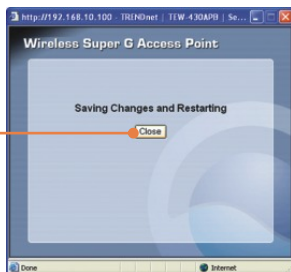 http://192.168.10.100 - TRENDnet | TEW-430APB | Se...
Wireless Super G Access Point
Saving Changes and Restarting
Close
Done
Internet